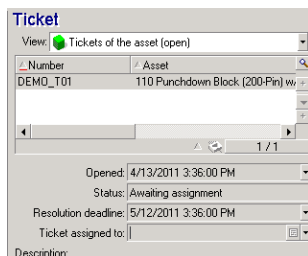 Ticket
View: Tickets of the asset (open)
Number Asset
DEMO_T01 110 Punchdown Block (200-Pin) w/
1 / 1
Opened: 4/13/2011 3:36:00 PM
Status: Awaiting assignment
Resolution deadline: 5/12/2011 3:36:00 PM
Ticket assigned to:
Description: